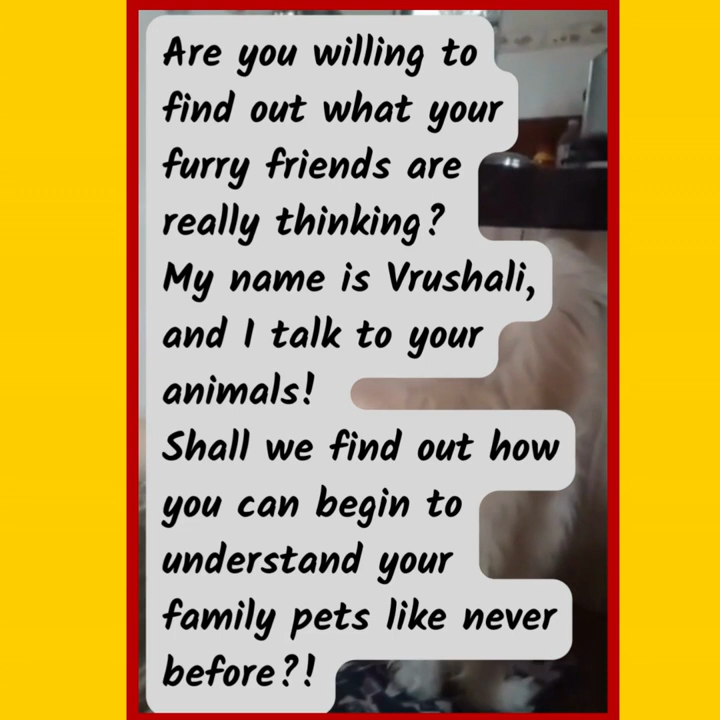 Are you willing to
find out what your
furry friends are
really thinking?
My name is Vrushali,
and I talk to your
animals!
Shall we find out how
you can begin to
understand your
family pets like never
before?!